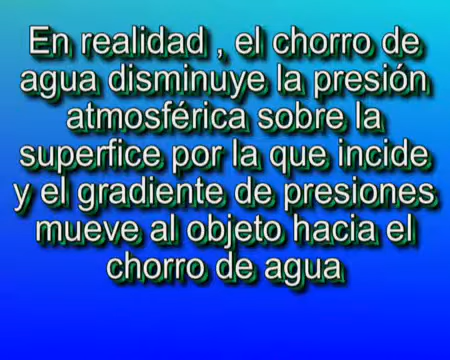 En realidad , el chorro de
agua disminuye la presión
atmosférica sobre la
superfice por la que incide
y el gradiente de presiones
mueve al objeto hacia el
chorro de agua